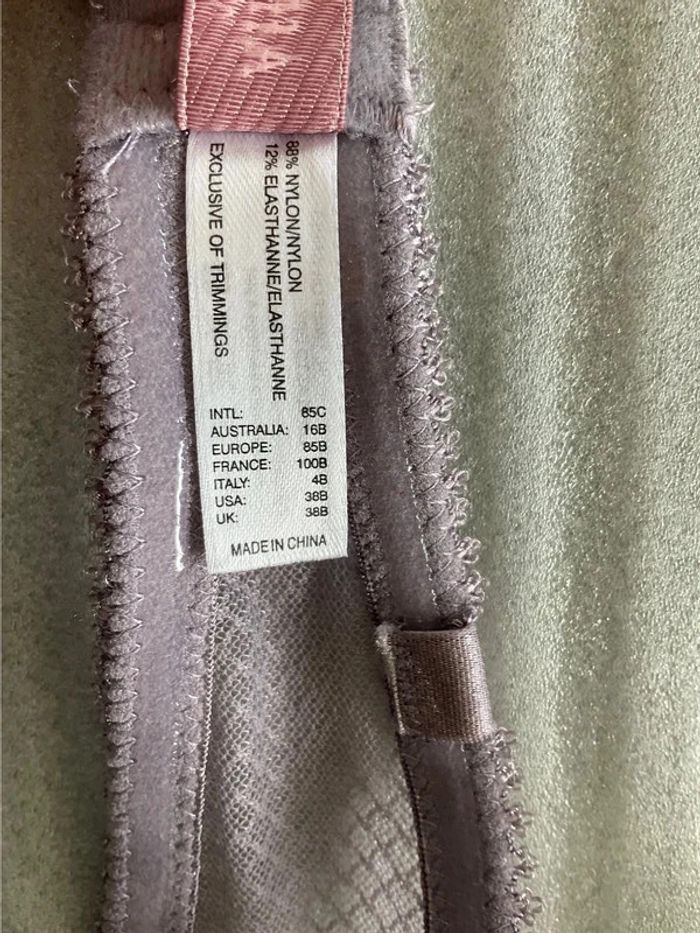 88% NYLON/NYLON
12% ELASTHANNE/ELASTHANNE
EXCLUSIVE OF TRIMMINGS
INTL: 85C
AUSTRALIA: 16B
EUROPE: 85B
FRANCE: 100B
ITALY: 4B
USA: 38B
UK: 38B
MADE IN CHINA